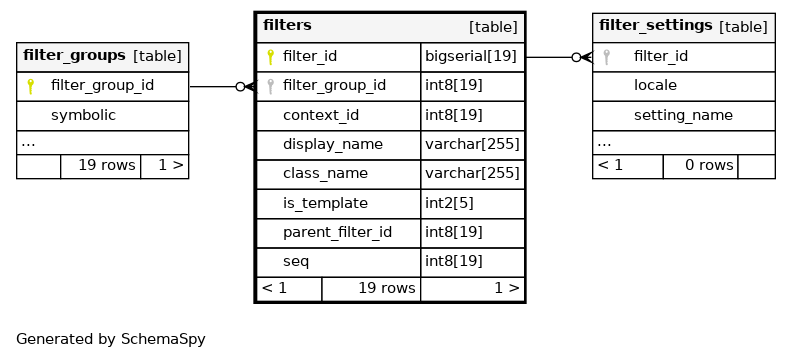 filter_groups [table]
filter_group_id
symbolic
...
19 rows 1 >
filters [table]
filter_id bigserial[19]
filter_group_id int8[19]
context_id int8[19]
display_name varchar[255]
class_name varchar[255]
is_template int2[5]
parent_filter_id int8[19]
seq int8[19]
< 1 19 rows 1 >
filter_settings [table]
filter_id
locale
setting_name
...
< 1 0 rows
Generated by SchemaSpy